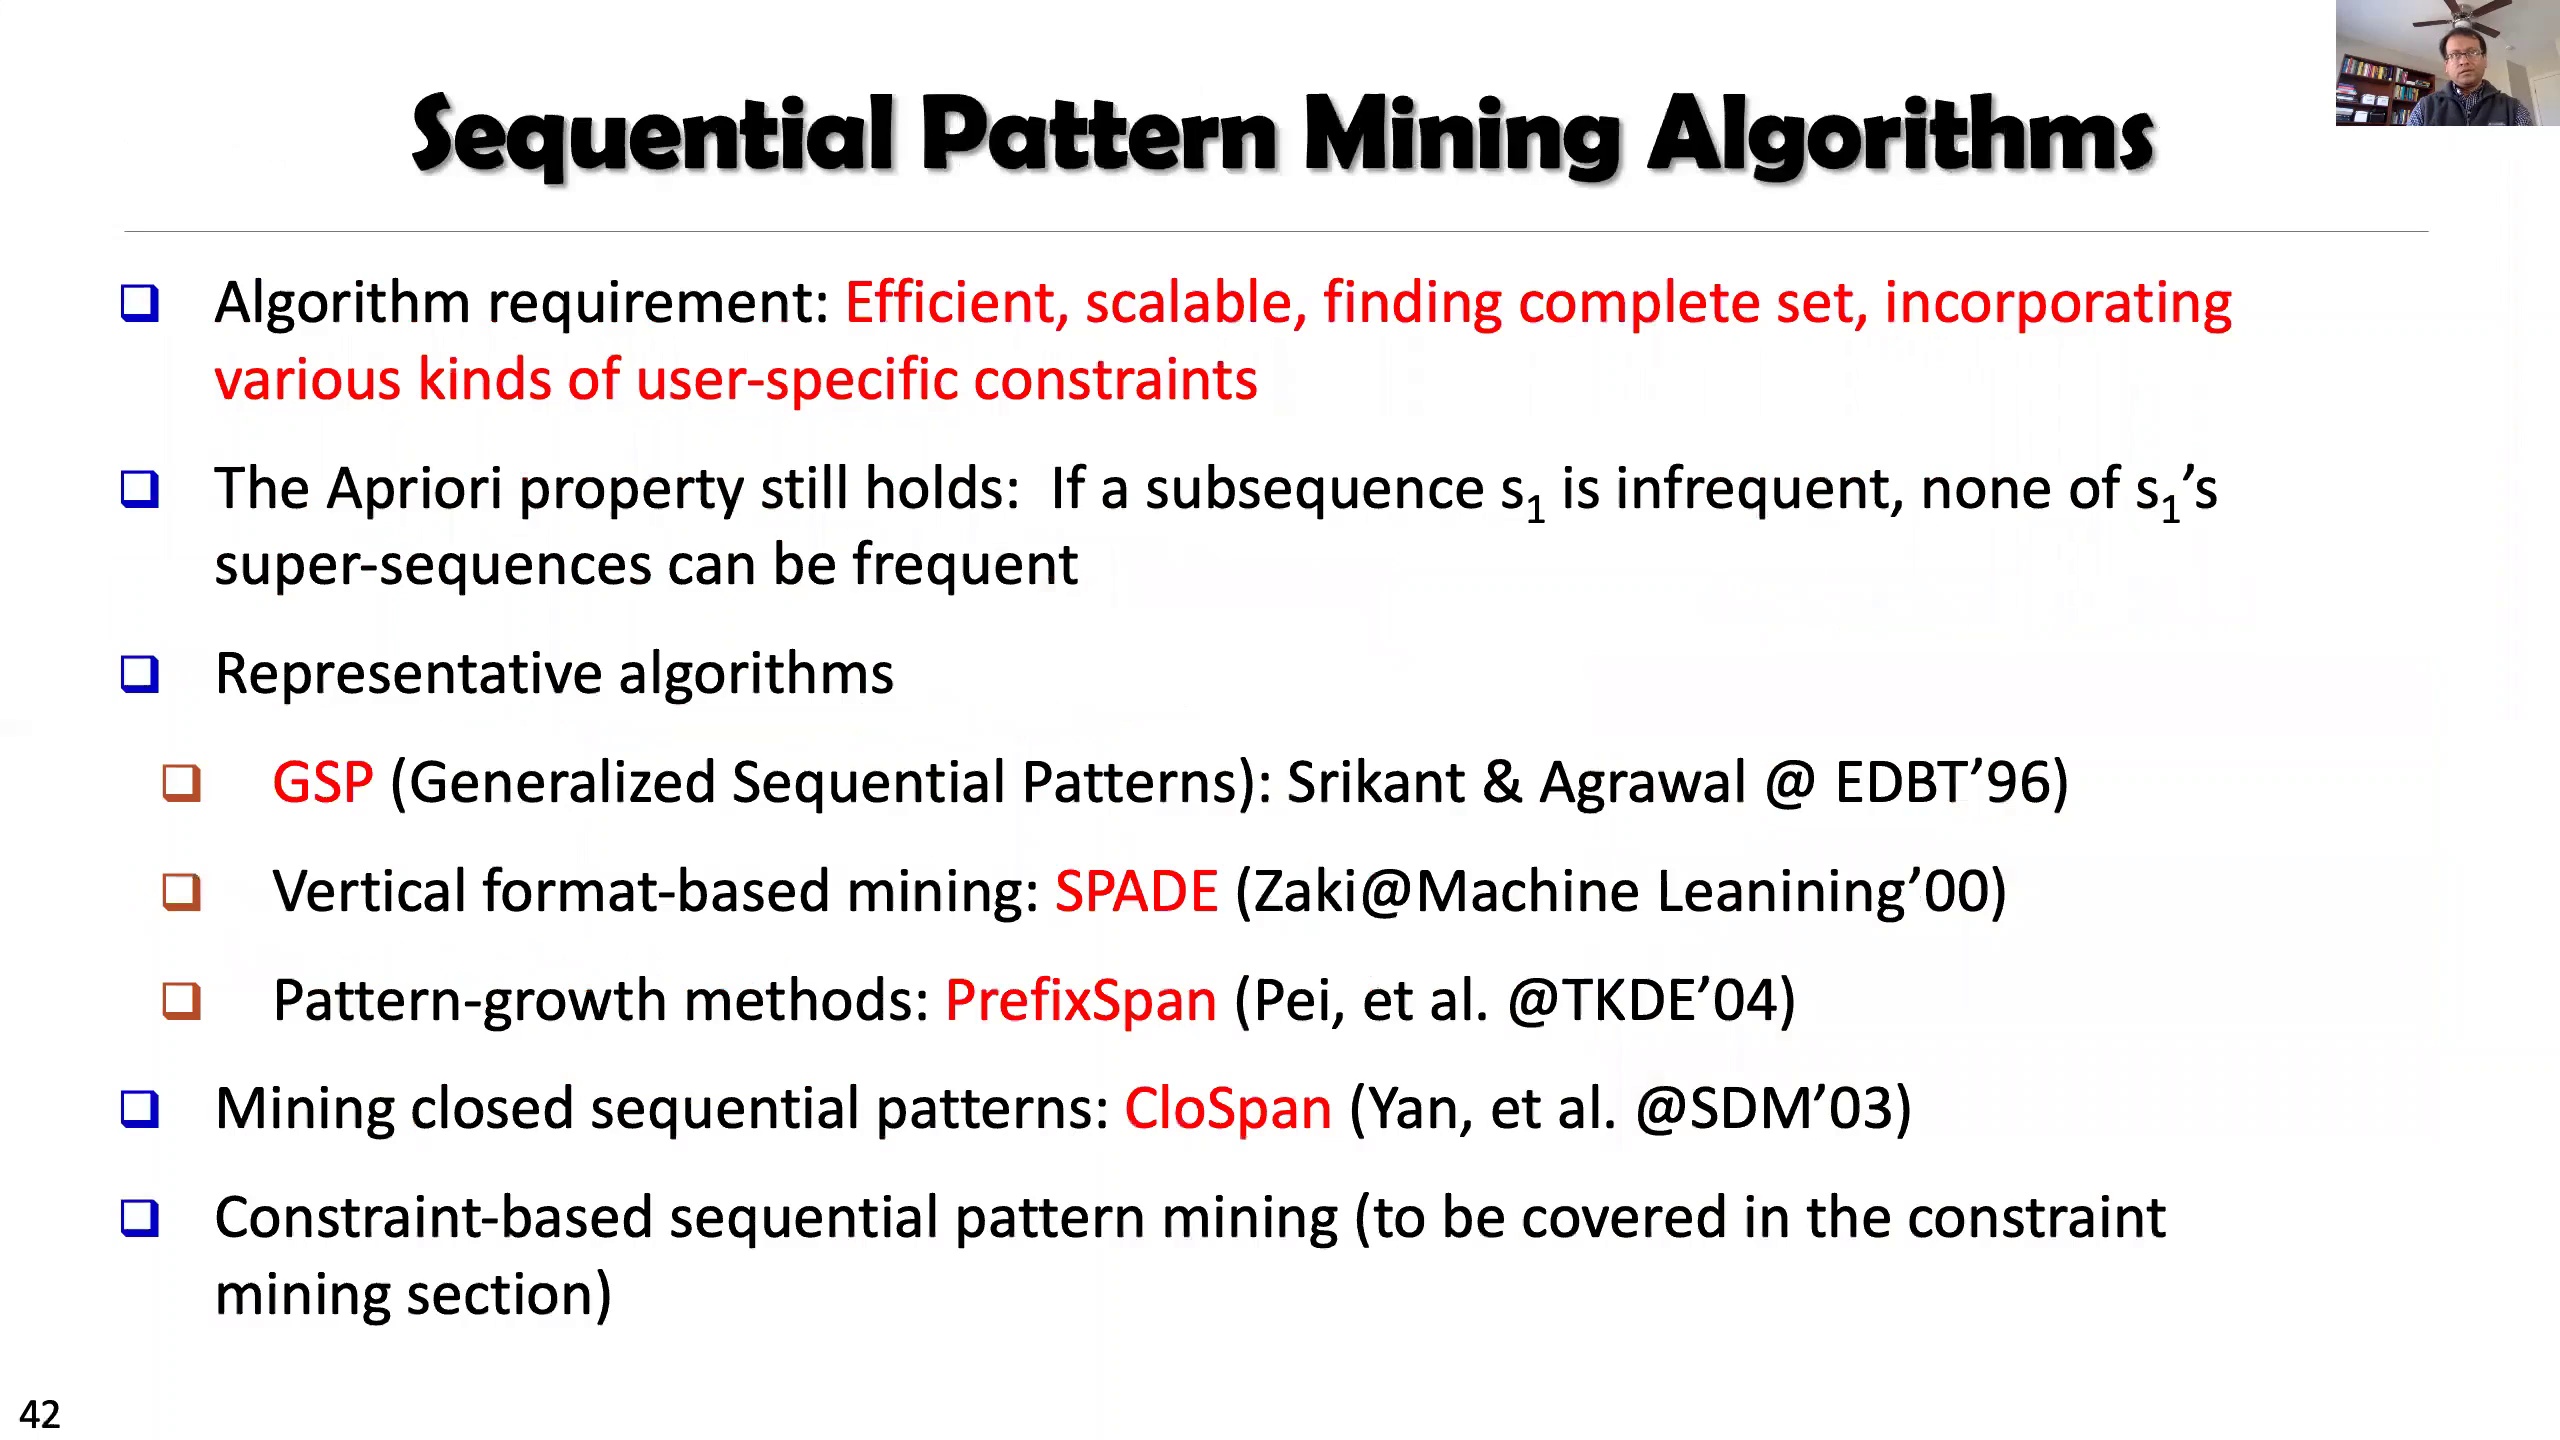 Sequential Pattern Mining Algorithms
Algorithm requirement: Efficient, scalable, finding complete set, incorporating
various kinds of user-specific constraints
The Apriori property still holds:  If a subsequence s₁ is infrequent, none of s₁’s
super-sequences can be frequent
Representative algorithms
GSP (Generalized Sequential Patterns): Srikant & Agrawal @ EDBT’96)
Vertical format-based mining: SPADE (Zaki@Machine Leanining’00)
Pattern-growth methods: PrefixSpan (Pei, et al. @TKDE’04)
Mining closed sequential patterns: CloSpan (Yan, et al. @SDM’03)
Constraint-based sequential pattern mining (to be covered in the constraint
mining section)
42